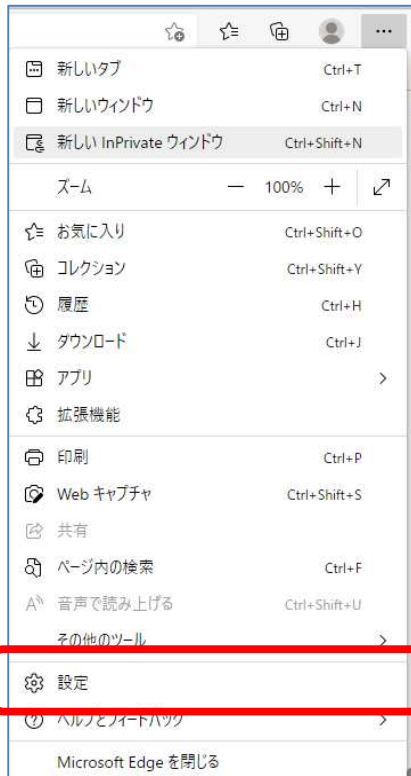 新しいタブ Ctrl+T
新しいウィンドウ Ctrl+N
新しい InPrivate ウィンドウ Ctrl+Shift+N
ズーム — 100% +
お気に入り Ctrl+Shift+O
コレクション Ctrl+Shift+Y
履歴 Ctrl+H
ダウンロード Ctrl+J
アプリ
拡張機能
印刷 Ctrl+P
Web キャプチャ Ctrl+Shift+S
共有
ページ内の検索 Ctrl+F
音声で読み上げる Ctrl+Shift+U
その他のツール
設定
ヘルプとフィードバック
Microsoft Edge を閉じる